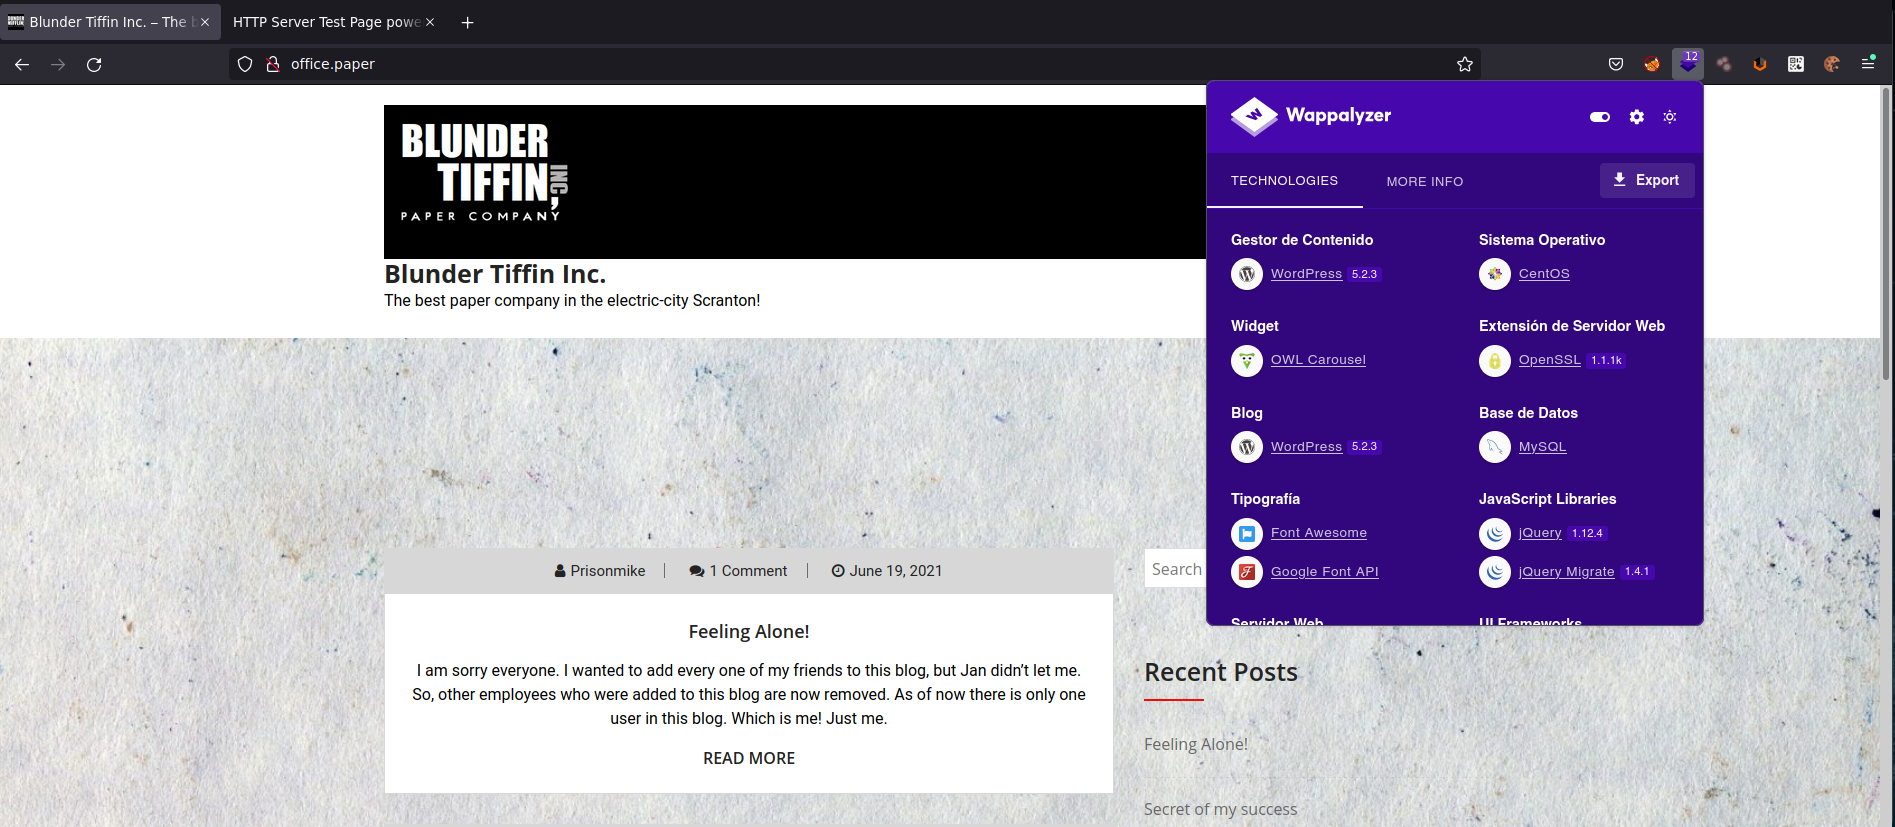 Blunder Tiffin Inc. – The b
HTTP Server Test Page powe
office.paper
12
BLUNDER
TIFFIN, INC
PAPER COMPANY
Blunder Tiffin Inc.
The best paper company in the electric-city Scranton!
Wappalyzer
TECHNOLOGIES
MORE INFO
Export
Gestor de Contenido
WordPress 5.2.3
Sistema Operativo
CentOS
Widget
OWL Carousel
Extensión de Servidor Web
OpenSSL 1.1.1k
Blog
WordPress 5.2.3
Base de Datos
MySQL
Tipografía
Font Awesome
Google Font API
JavaScript Libraries
jQuery 1.12.4
jQuery Migrate 1.4.1
Servidor Web
UI Frameworks
Prisonmike
1 Comment
June 19, 2021
Feeling Alone!
I am sorry everyone. I wanted to add every one of my friends to this blog, but Jan didn’t let me.
So, other employees who were added to this blog are now removed. As of now there is only one
user in this blog. Which is me! Just me.
READ MORE
Search
Recent Posts
Feeling Alone!
Secret of my success